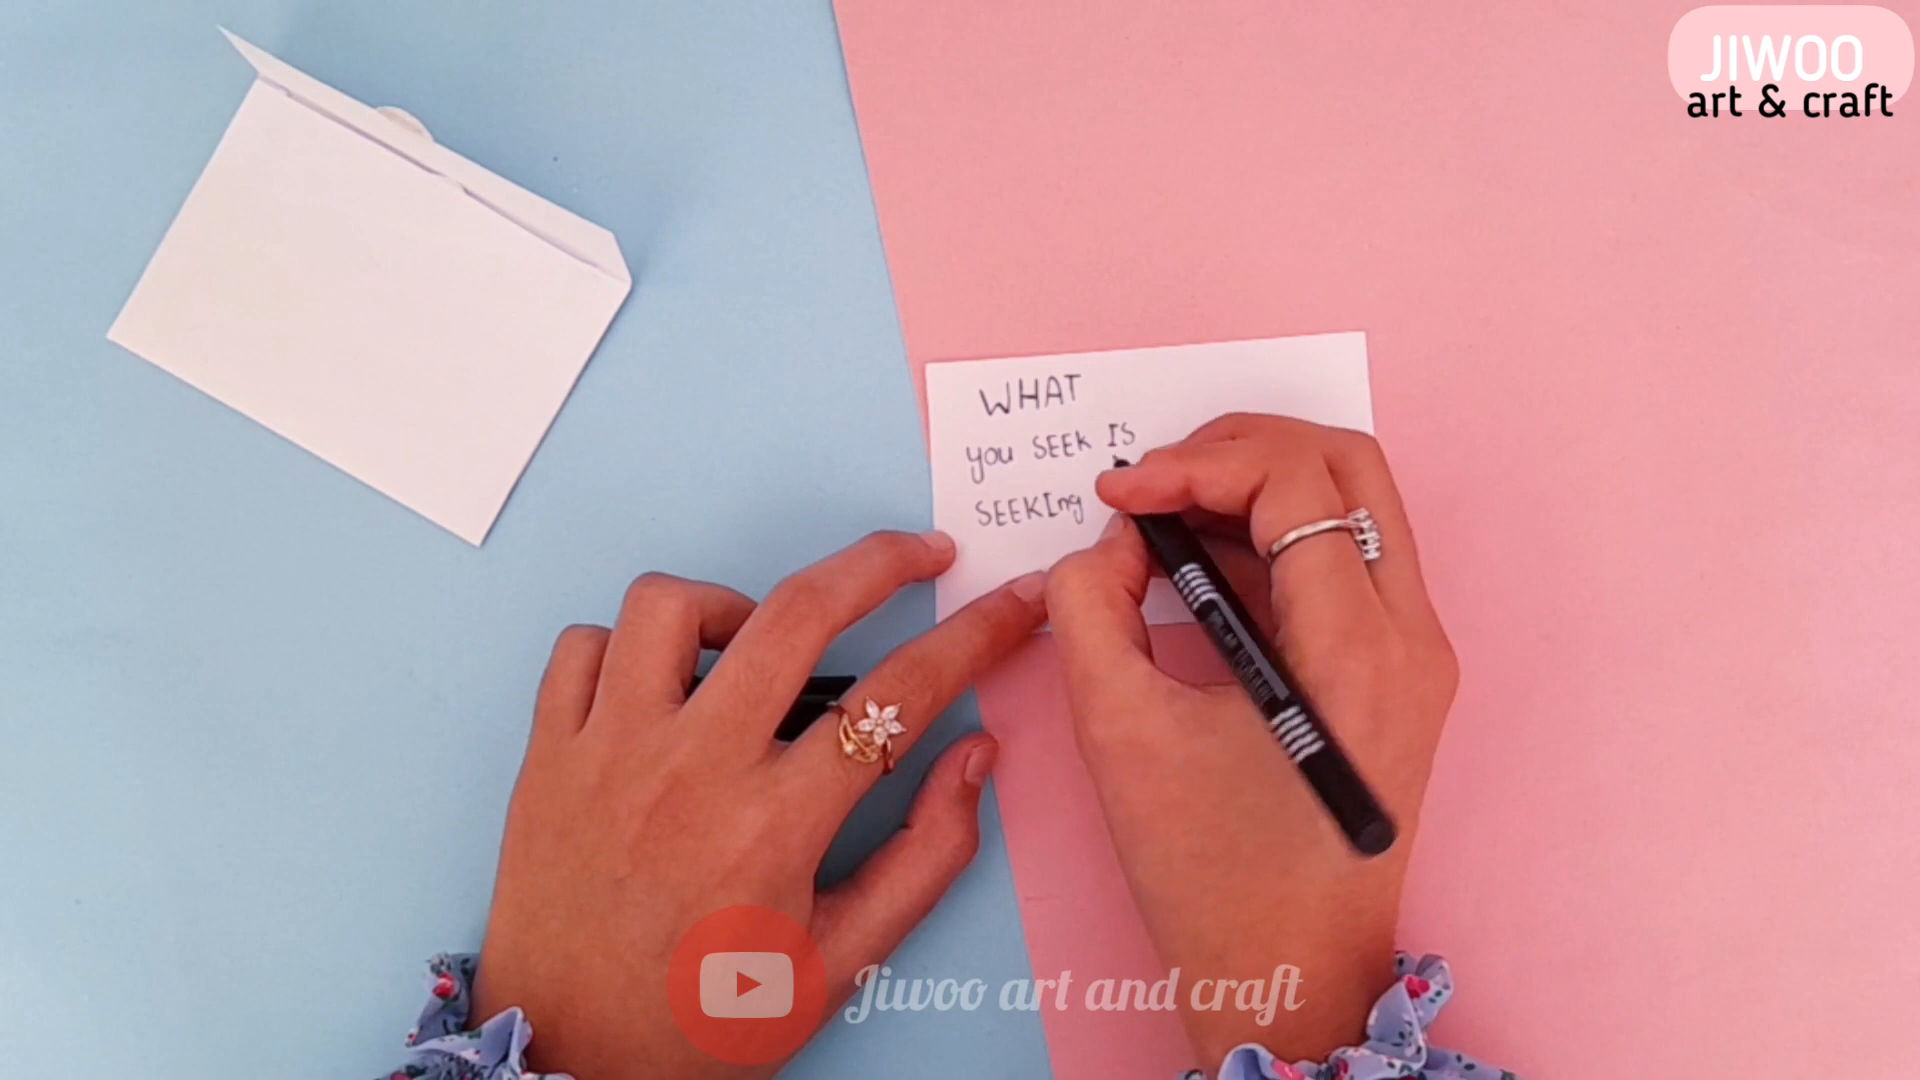 JIWOO
art & craft
WHAT
you SEEK IS
SEEKIng
Jiwoo art and craft